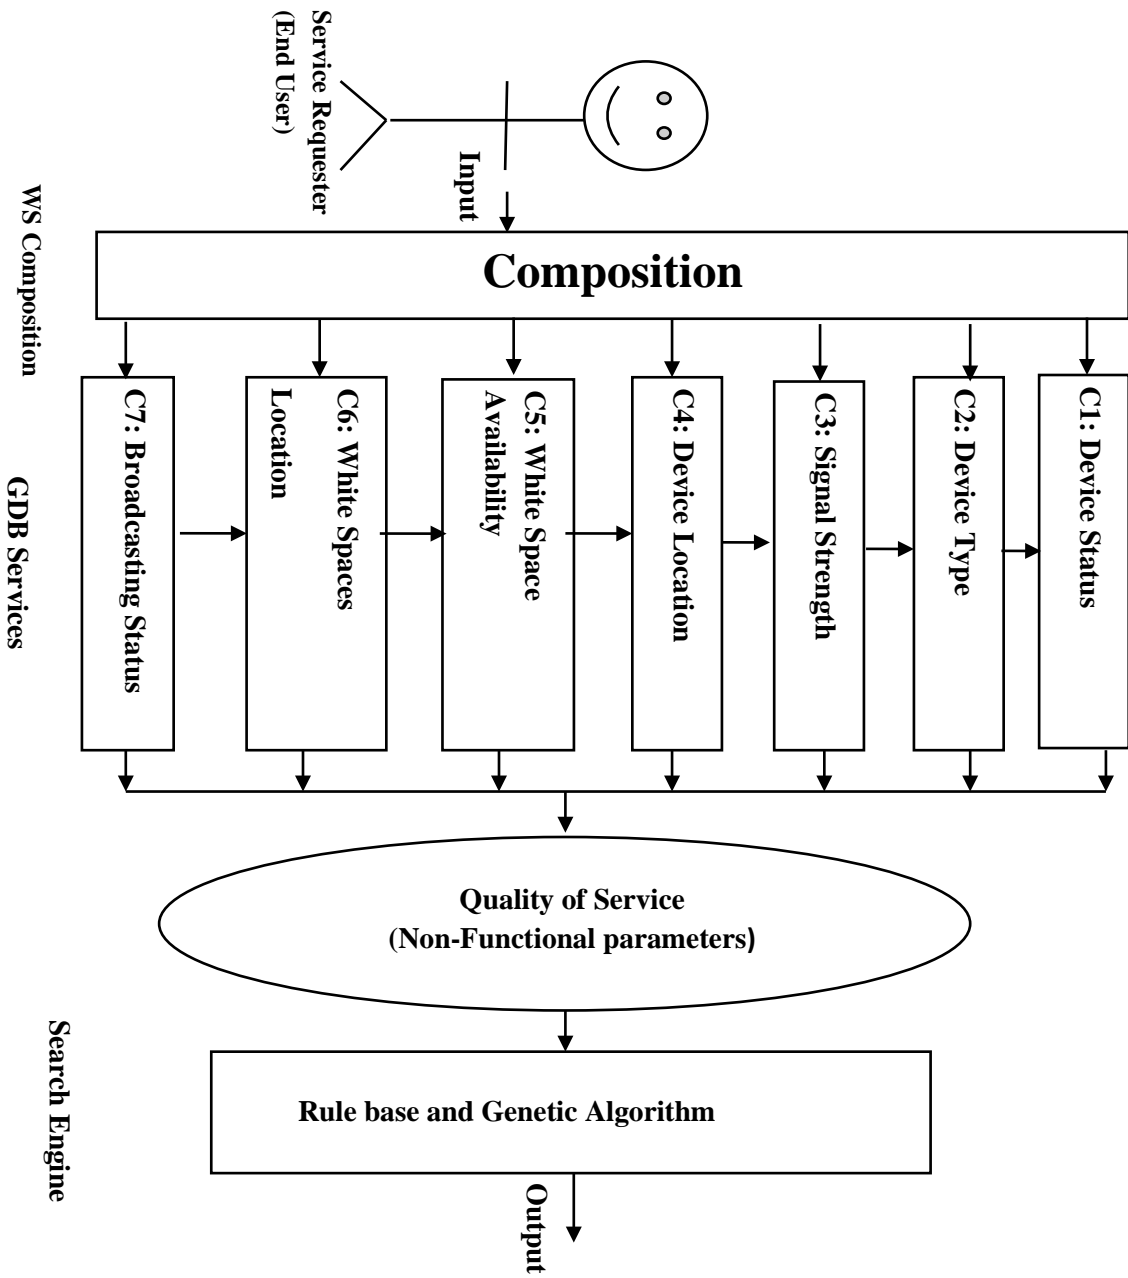 Service Requester
(End User)
Input
WS Composition
Composition
C7: Broadcasting Status
C6: White Spaces
Location
C5: White Space
Availability
C4: Device Location
C3: Signal Strength
C2: Device Type
C1: Device Status
GDB Services
Quality of Service
(Non-Functional parameters)
Search Engine
Rule base and Genetic Algorithm
Output